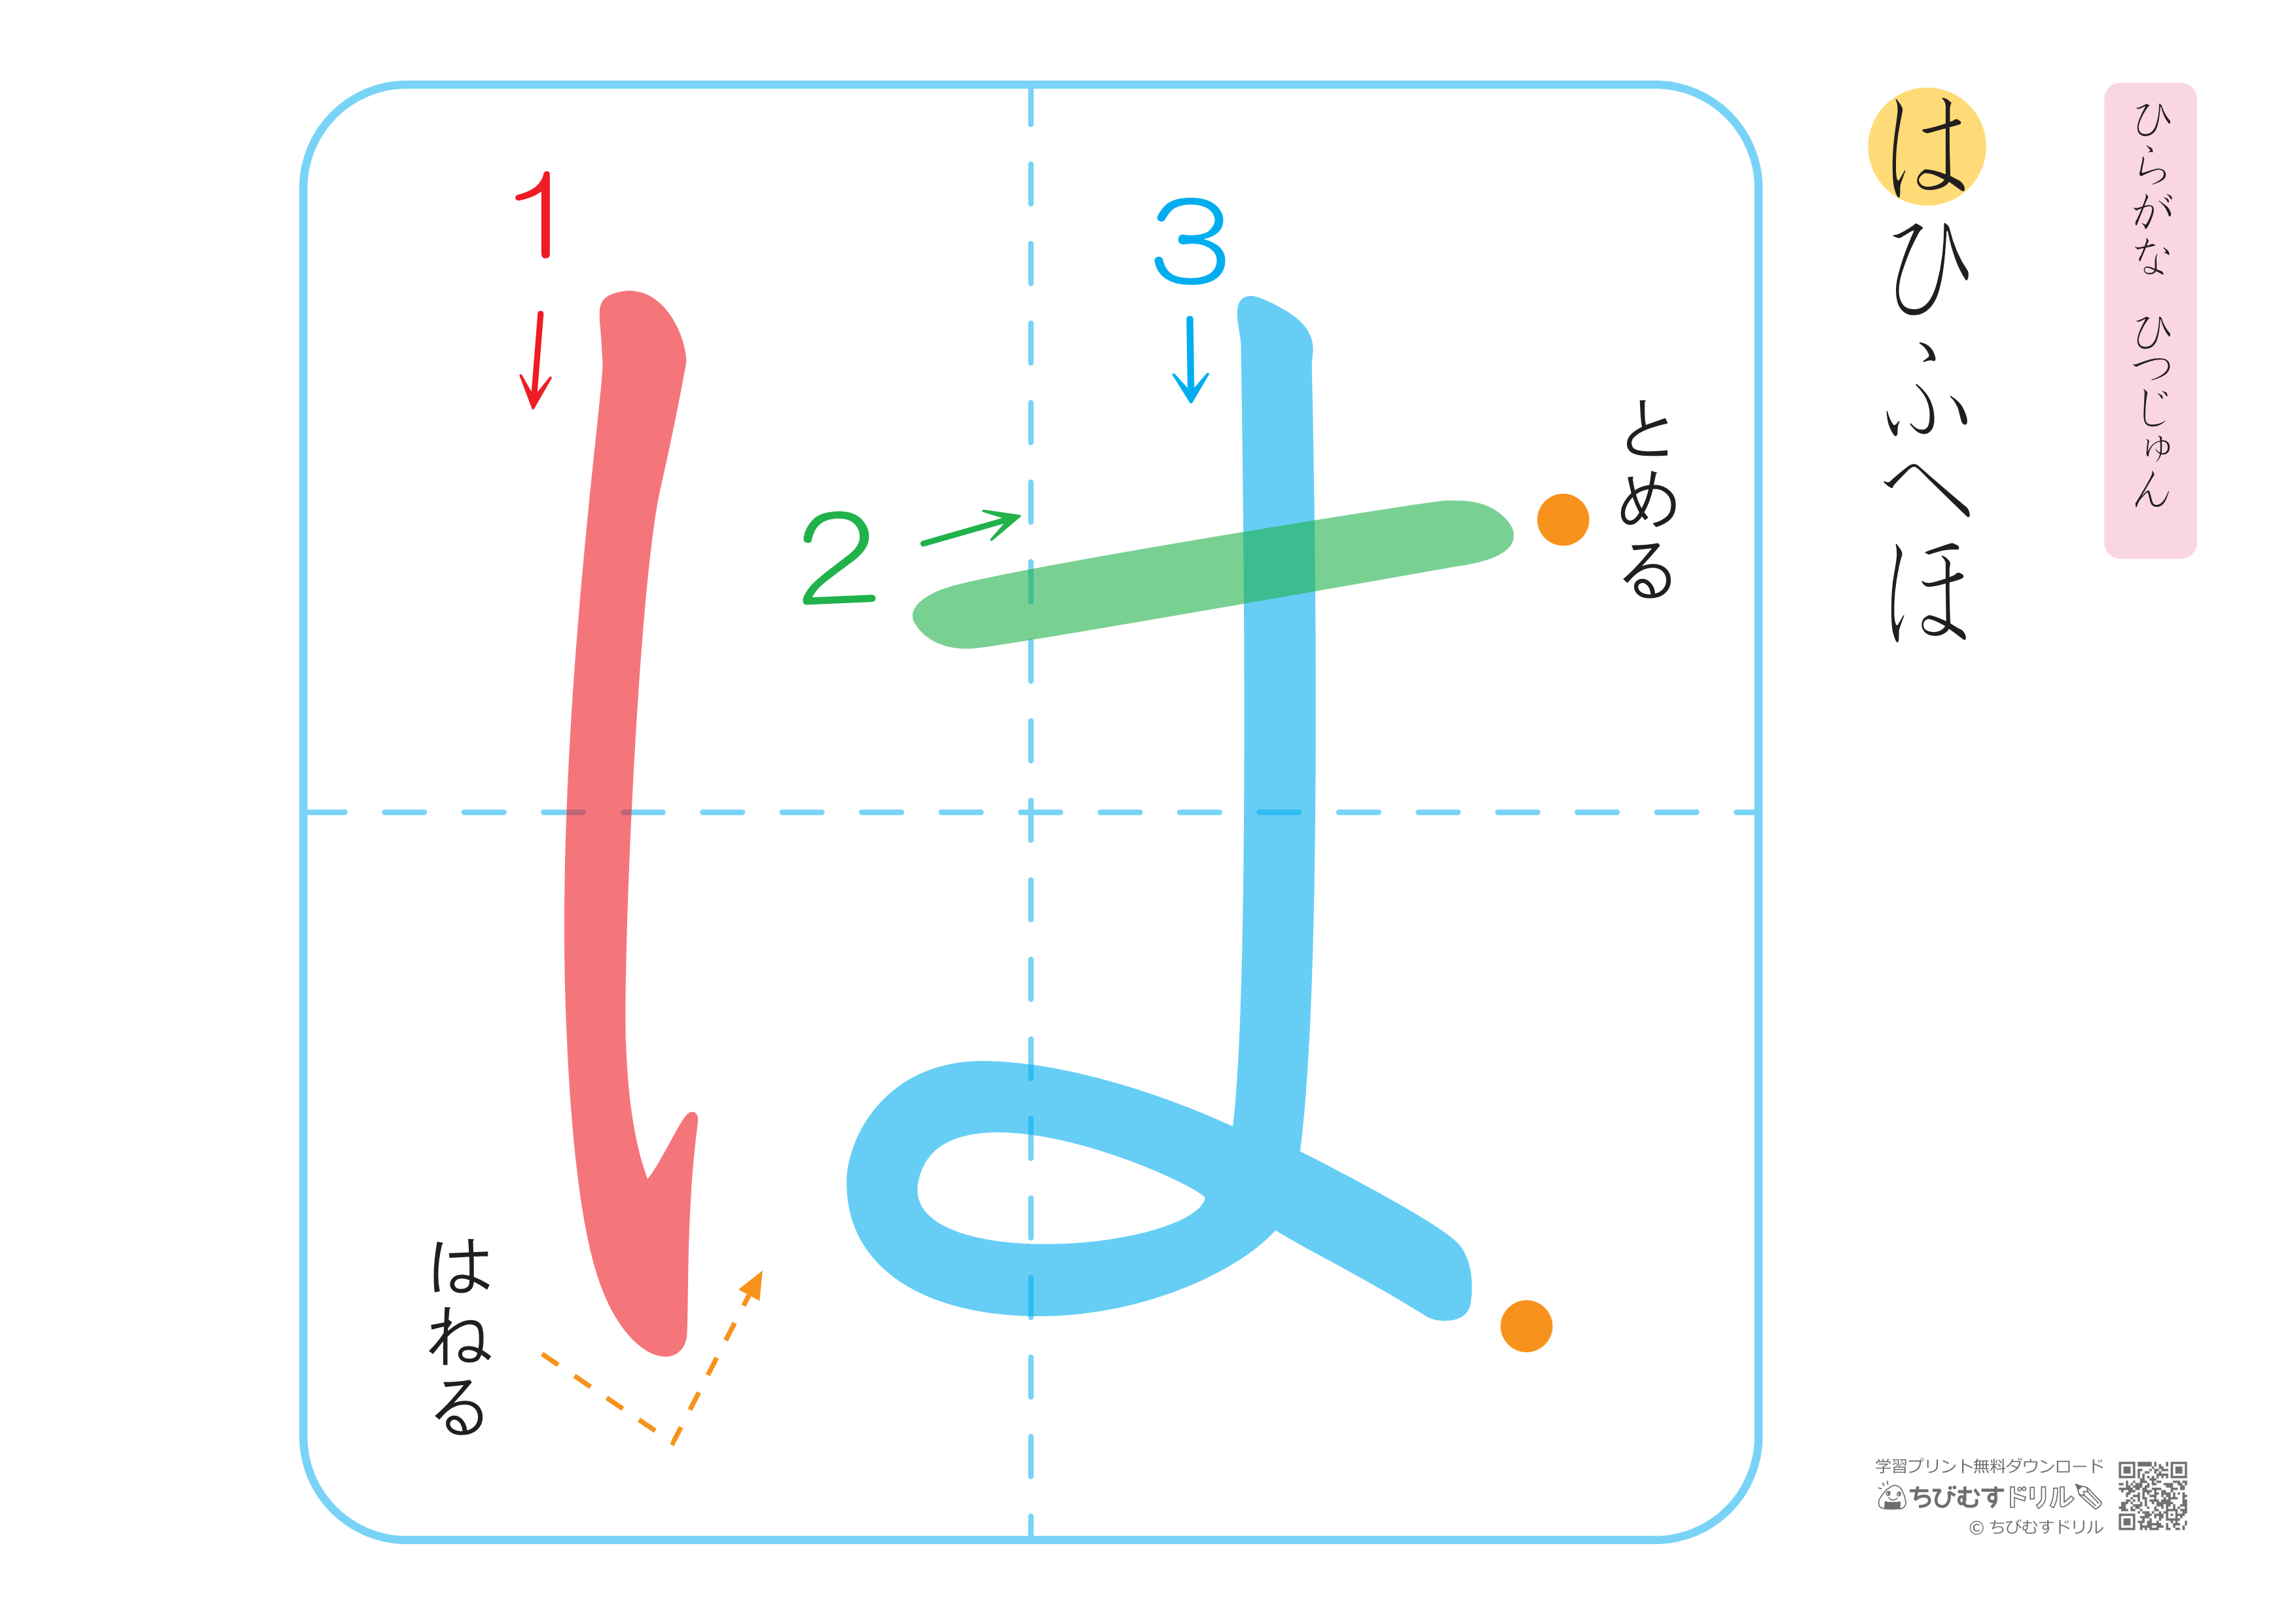 ひらがな ひつじゅん
はひふへほ
は
1
2
3
とめる
はねる
学習プリント無料ダウンロード
ちびむすドリル
© ちびむすドリル